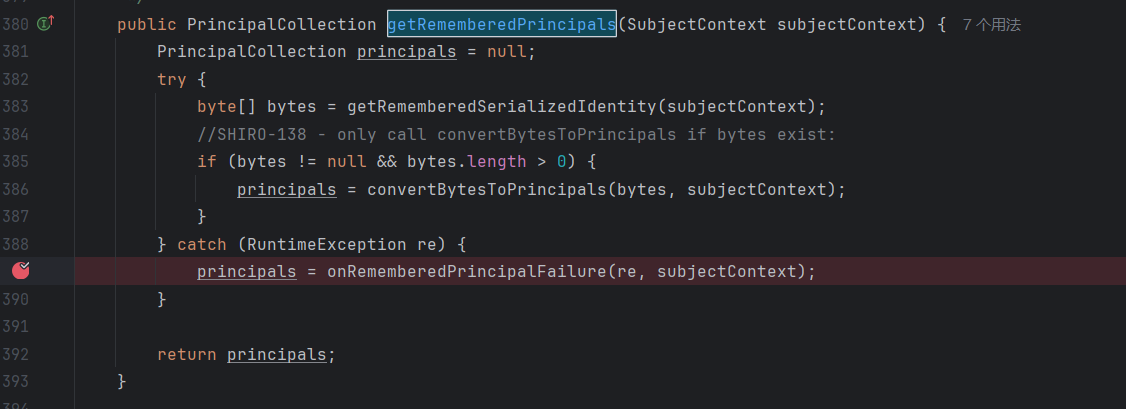 380 public PrincipalCollection getRememberedPrincipals(SubjectContext subjectContext) { 7 个用法
381 PrincipalCollection principals = null;
382 try {
383 byte[] bytes = getRememberedSerializedIdentity(subjectContext);
384 //SHIRO-138 - only call convertBytesToPrincipals if bytes exist:
385 if (bytes != null && bytes.length > 0) {
386 principals = convertBytesToPrincipals(bytes, subjectContext);
387 }
388 } catch (RuntimeException re) {
principals = onRememberedPrincipalFailure(re, subjectContext);
390 }
391
392 return principals;
393 }